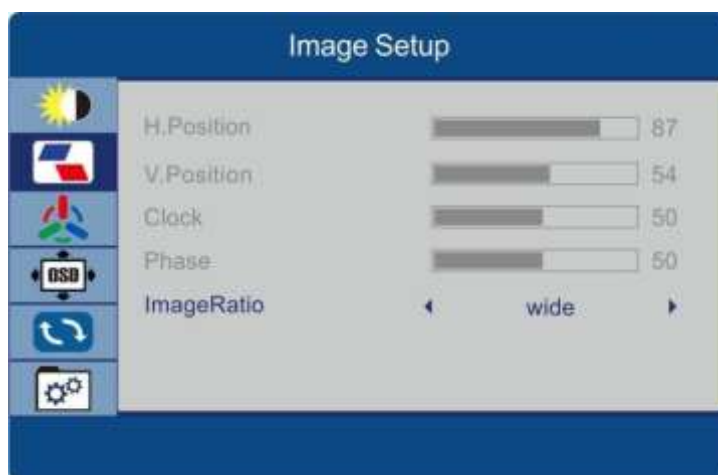 Image Setup
H.Position 87
V.Position 54
Clock 50
Phase 50
OSD
ImageRatio wide